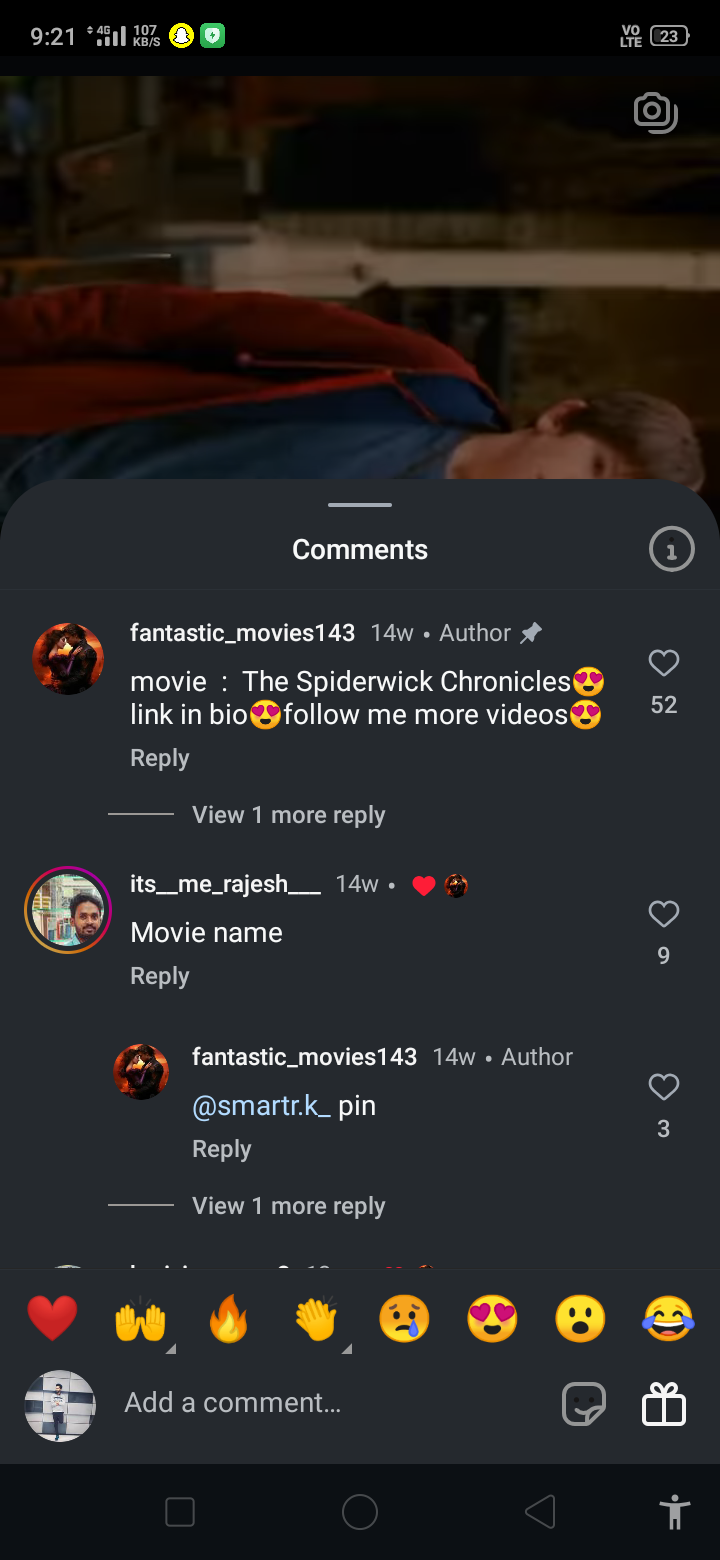 9:21 4G 107 KB/S VO LTE 23
Comments
fantastic_movies143 14w • Author
movie : The Spiderwick Chronicles😍
link in bio😍follow me more videos😍
52
Reply
View 1 more reply
its__me_rajesh___ 14w •
Movie name
9
Reply
fantastic_movies143 14w • Author
@smartr.k_ pin
3
Reply
View 1 more reply
Add a comment…